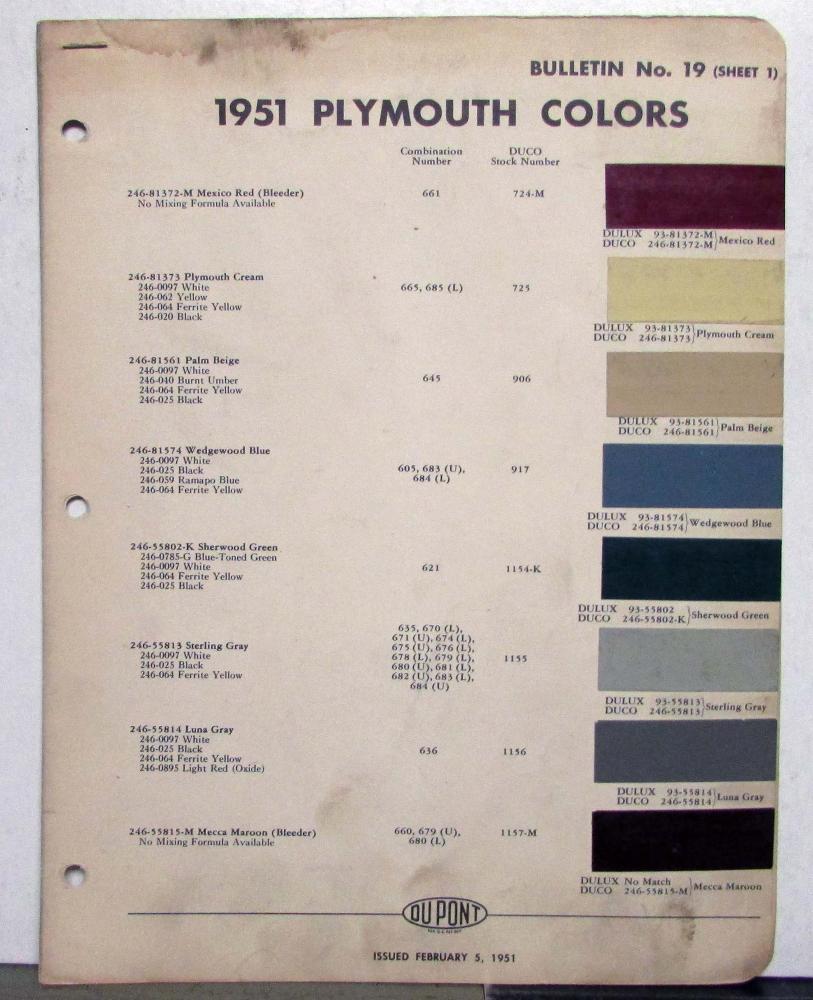 BULLETIN No. 19 (SHEET 1)
1951 PLYMOUTH COLORS
Combination Number
DUCO Stock Number
246-81372-M Mexico Red (Bleeder)
No Mixing Formula Available
661
724-M
DULUX 93-81372-M
DUCO 246-81372-M
Mexico Red
246-81373 Plymouth Cream
246-0097 White
246-062 Yellow
246-064 Ferrite Yellow
246-020 Black
665, 685 (L)
725
DULUX 93-81373
DUCO 246-81373
Plymouth Cream
246-81561 Palm Beige
246-0097 White
246-040 Burnt Umber
246-064 Ferrite Yellow
246-025 Black
645
906
DULUX 93-81561
DUCO 246-81561
Palm Beige
246-81574 Wedgewood Blue
246-0097 White
246-025 Black
246-059 Ramapo Blue
246-064 Ferrite Yellow
605, 683 (U),
684 (L)
917
DULUX 93-81574
DUCO 246-81574
Wedgewood Blue
246-55802-K Sherwood Green
246-0785-G Blue-Toned Green
246-0097 White
246-064 Ferrite Yellow
246-025 Black
621
1154-K
DULUX 93-55802
DUCO 246-55802-K
Sherwood Green
246-55813 Sterling Gray
246-0097 White
246-025 Black
246-064 Ferrite Yellow
635, 670 (L),
671 (U), 674 (L),
675 (U), 676 (L),
678 (L), 679 (L),
680 (U), 681 (L),
682 (U), 683 (L),
684 (U)
1155
DULUX 93-55813
DUCO 246-55813
Sterling Gray
246-55814 Luna Gray
246-0097 White
246-025 Black
246-064 Ferrite Yellow
246-0895 Light Red (Oxide)
636
1156
DULUX 93-55814
DUCO 246-55814
Luna Gray
246-55815-M Mecca Maroon (Bleeder)
No Mixing Formula Available
660, 679 (U),
680 (L)
1157-M
DULUX No Match
DUCO 246-55815-M
Mecca Maroon
DU PONT
REG. U.S. PAT. OFF.
ISSUED FEBRUARY 5, 1951